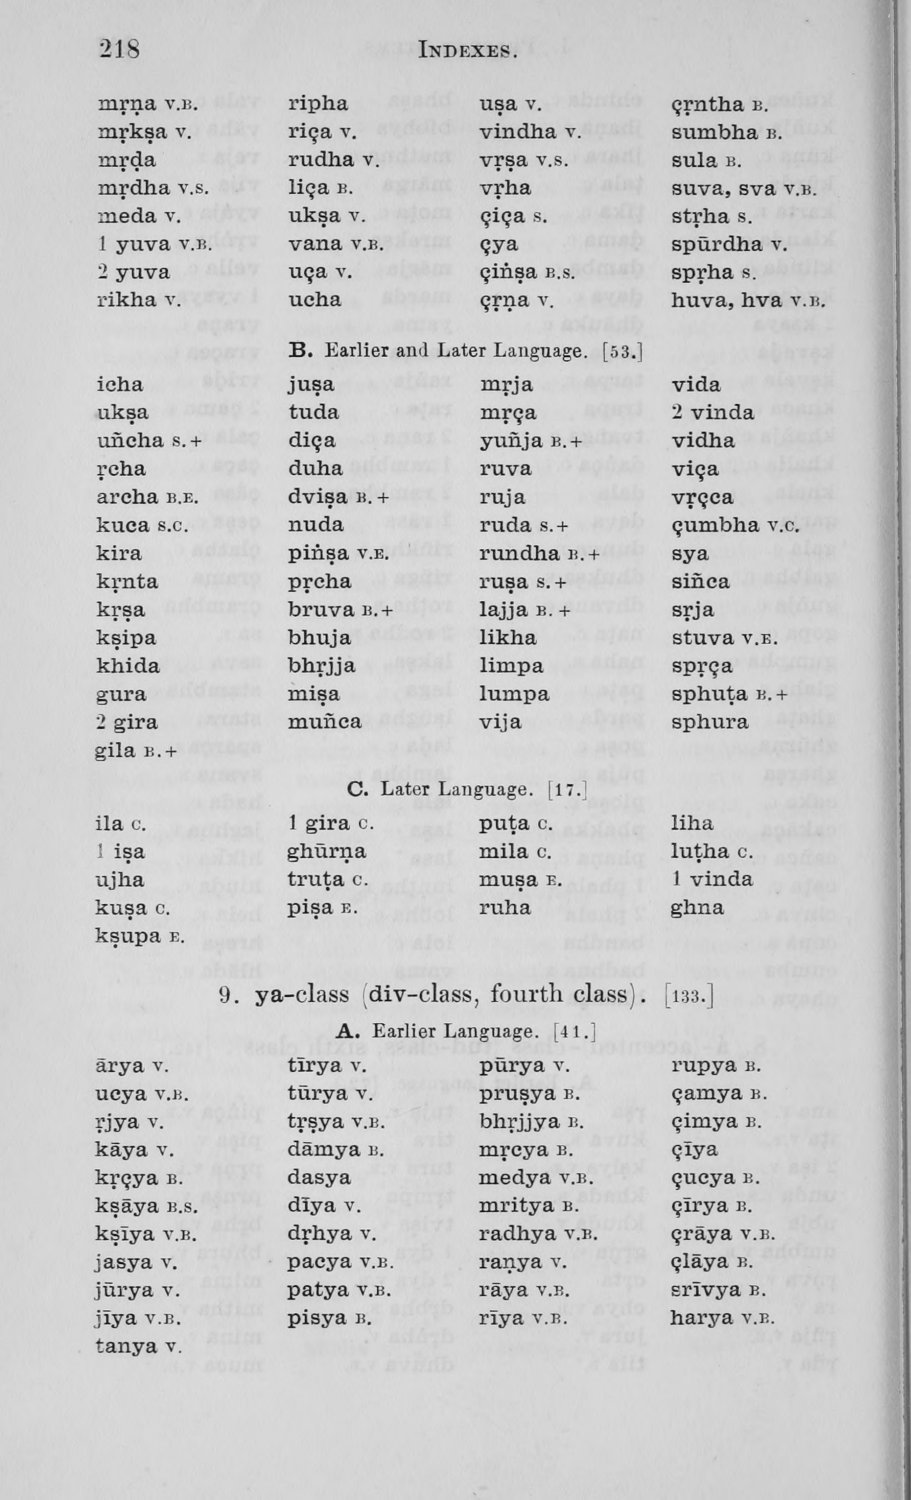 218 INDEXES.
mṛṇa V.B. ripha uṣa V. çṛntha B.
mṛkṣa V. riça V. vindha V. sumbha B.
mṛḍa rudha V. vṛṣa V.S. sula B.
mṛdha V.S. liça B. vṛha suva, sva V.B.
meda V. ukṣa V. çiça S. stṛha S.
1 yuva V.B. vana V.B. çya spūrdha V.
2 yuva uça V. çiṅṣa B.S. spṛha S.
rikha V. ucha çṛṇa V. huva, hva V.B.
B. Earlier and Later Language. [53.]
icha juṣa mṛja vida
ukṣa tuda mṛça 2 vinda
uñcha S.+ diça yuñja B.+ vidha
ṛcha duha ruva viça
archa B.E. dviṣa B.+ ruja vṛçca
kuca S.C. nuda ruda S.+ çumbha V.C.
kira piṅṣa V.E. rundha B.+ sya
kṛnta pṛcha ruṣa S.+ siñca
kṛṣa bruva B.+ lajja B.+ sṛja
kṣipa bhuja likha stuva V.E.
khida bhṛjja limpa spṛça
gura miṣa lumpa sphuṭa B.+
2 gira muñca vija sphura
gila B.+
C. Later Language. [17.]
ila C. 1 gira C. puṭa C. liha
1 iṣa ghūrṇa mila C. luṭha C.
ujha truṭa C. muṣa E. 1 vinda
kuṣa C. piṣa E. ruha ghna
kṣupa E.
9. ya-class (div-class, fourth class). [133.]
A. Earlier Language. [41.]
ārya V. tīrya V. pūrya V. rupya B.
ucya V.B. tūrya V. pruṣya B. çamya B.
ṛjya V. tṛṣya V.B. bhṛjjya B. çimya B.
kāya V. dāmya B. mṛcya B. çīya
kṛçya B. dasya medya V.B. çucya B.
kṣāya B.S. dīya V. mritya B. çīrya B.
kṣīya V.B. dṛhya V. radhya V.B. çrāya V.B.
jasya V. pacya V.B. raṇya V. çlāya B.
jūrya V. patya V.B. rāya V.B. srīvya B.
jīya V.B. pisya B. rīya V.B. harya V.B.
tanya V.